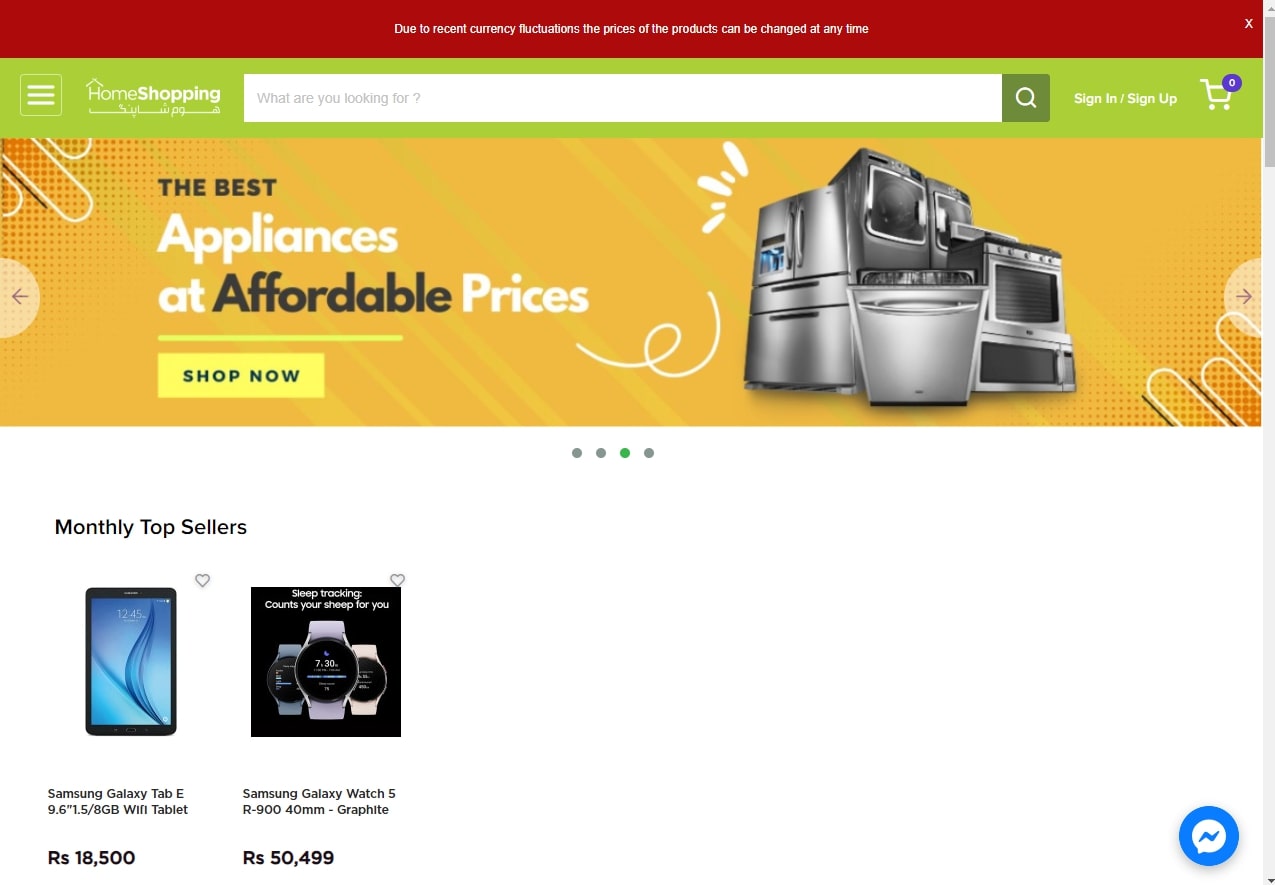 Due to recent currency fluctuations the prices of the products can be changed at any time
X
HomeShopping
ہوم شاپنگ
What are you looking for ?
Sign In / Sign Up
0
THE BEST
Appliances
at Affordable Prices
SHOP NOW
Monthly Top Sellers
12:45
Sleep tracking:
Counts your sheep for you
7:30
Samsung Galaxy Tab E
9.6"1.5/8GB Wifi Tablet
Samsung Galaxy Watch 5
R-900 40mm - Graphite
Rs 18,500
Rs 50,499